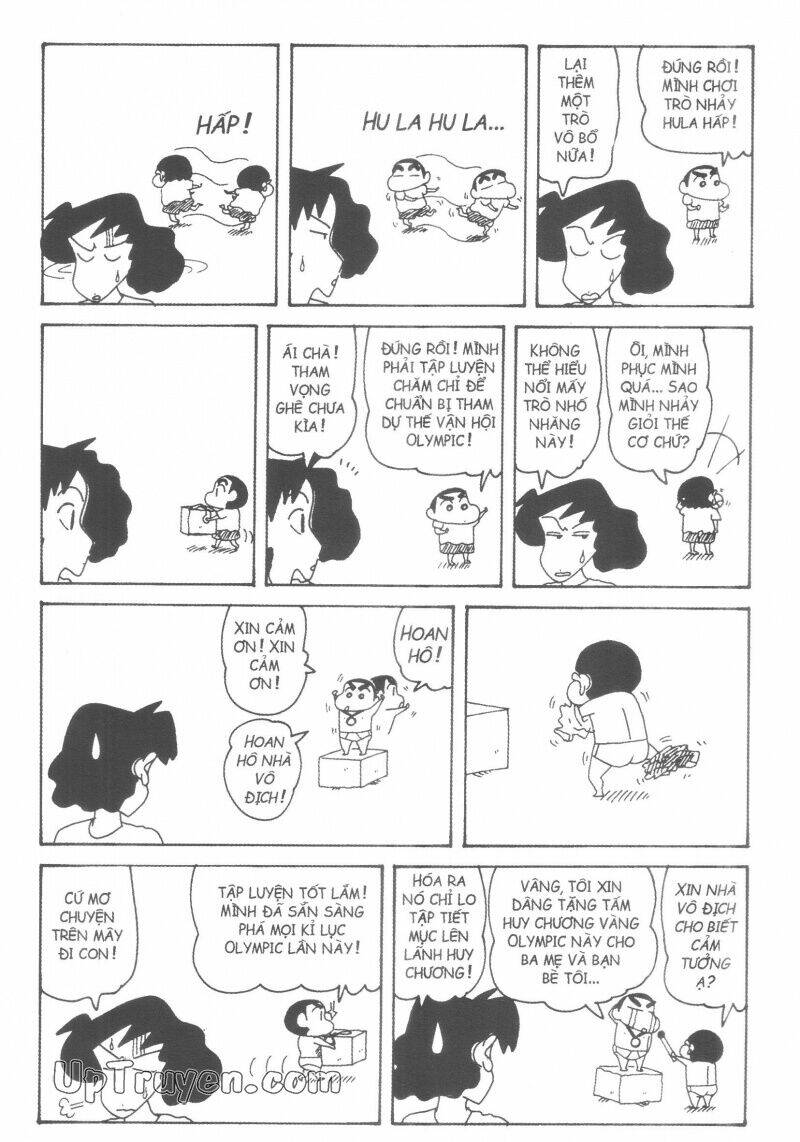 ĐÚNG RỒI!
MÌNH CHƠI
TRÒ NHẢY
HULA HẤP!
LẠI
THÊM
MỘT
TRÒ
VÔ BỔ
NỮA!
HU LA HU LA...
HẤP!
ÔI, MÌNH
PHỤC MÌNH
QUÁ... SAO
MÌNH NHẢY
GIỎI THẾ
CƠ CHỨ?
KHÔNG
THỂ HIỂU
NỔI MẤY
TRÒ NHỐ
NHĂNG
NÀY!
ĐÚNG RỒI! MÌNH
PHẢI TẬP LUYỆN
CHĂM CHỈ ĐỂ
CHUẨN BỊ THAM
DỰ THẾ VẬN HỘI
OLYMPIC!
ÁI CHÀ!
THAM
VỌNG
GHÊ CHƯA
KÌA!
HOAN
HÔ!
XIN CẢM
ƠN! XIN
CẢM
ƠN!
HOAN
HÔ NHÀ
VÔ
ĐỊCH!
XIN NHÀ
VÔ ĐỊCH
CHO BIẾT
CẢM
TƯỞNG
Ạ?
VÂNG, TÔI XIN
DÂNG TẶNG TẤM
HUY CHƯƠNG VÀNG
OLYMPIC NÀY CHO
BA MẸ VÀ BẠN
BÈ TÔI...
HÓA RA
NÓ CHỈ LO
TẬP TIẾT
MỤC LÊN
LÃNH HUY
CHƯƠNG!
TẬP LUYỆN TỐT LẮM!
MÌNH ĐÃ SẴN SÀNG
PHÁ MỌI KỈ LỤC
OLYMPIC LẦN NÀY!
CỨ MƠ
CHUYỆN
TRÊN MÂY
ĐI CON!
UpTruyen.com